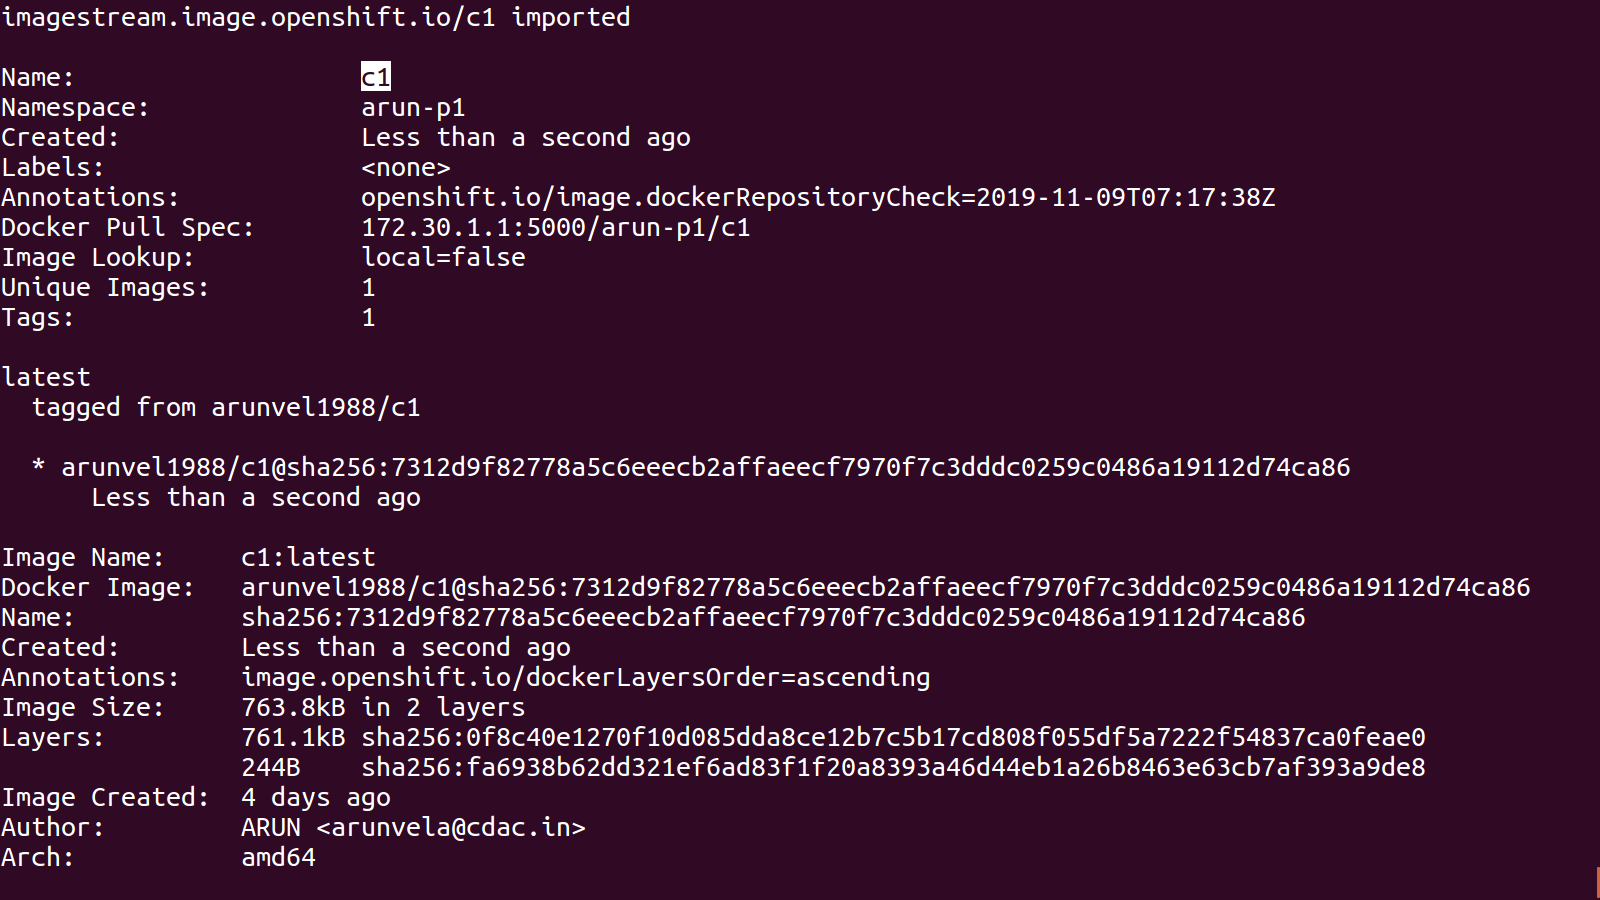 imagestream.image.openshift.io/c1 imported
Name: c1
Namespace: arun-p1
Created: Less than a second ago
Labels: <none>
Annotations: openshift.io/image.dockerRepositoryCheck=2019-11-09T07:17:38Z
Docker Pull Spec: 172.30.1.1:5000/arun-p1/c1
Image Lookup: local=false
Unique Images: 1
Tags: 1
latest
tagged from arunvel1988/c1
* arunvel1988/c1@sha256:7312d9f82778a5c6eeecb2affaeecf7970f7c3dddc0259c0486a19112d74ca86
Less than a second ago
Image Name: c1:latest
Docker Image: arunvel1988/c1@sha256:7312d9f82778a5c6eeecb2affaeecf7970f7c3dddc0259c0486a19112d74ca86
Name: sha256:7312d9f82778a5c6eeecb2affaeecf7970f7c3dddc0259c0486a19112d74ca86
Created: Less than a second ago
Annotations: image.openshift.io/dockerLayersOrder=ascending
Image Size: 763.8kB in 2 layers
Layers: 761.1kB sha256:0f8c40e1270f10d085dda8ce12b7c5b17cd808f055df5a7222f54837ca0feae0
244B sha256:fa6938b62dd321ef6ad83f1f20a8393a46d44eb1a26b8463e63cb7af393a9de8
Image Created: 4 days ago
Author: ARUN <arunvela@cdac.in>
Arch: amd64